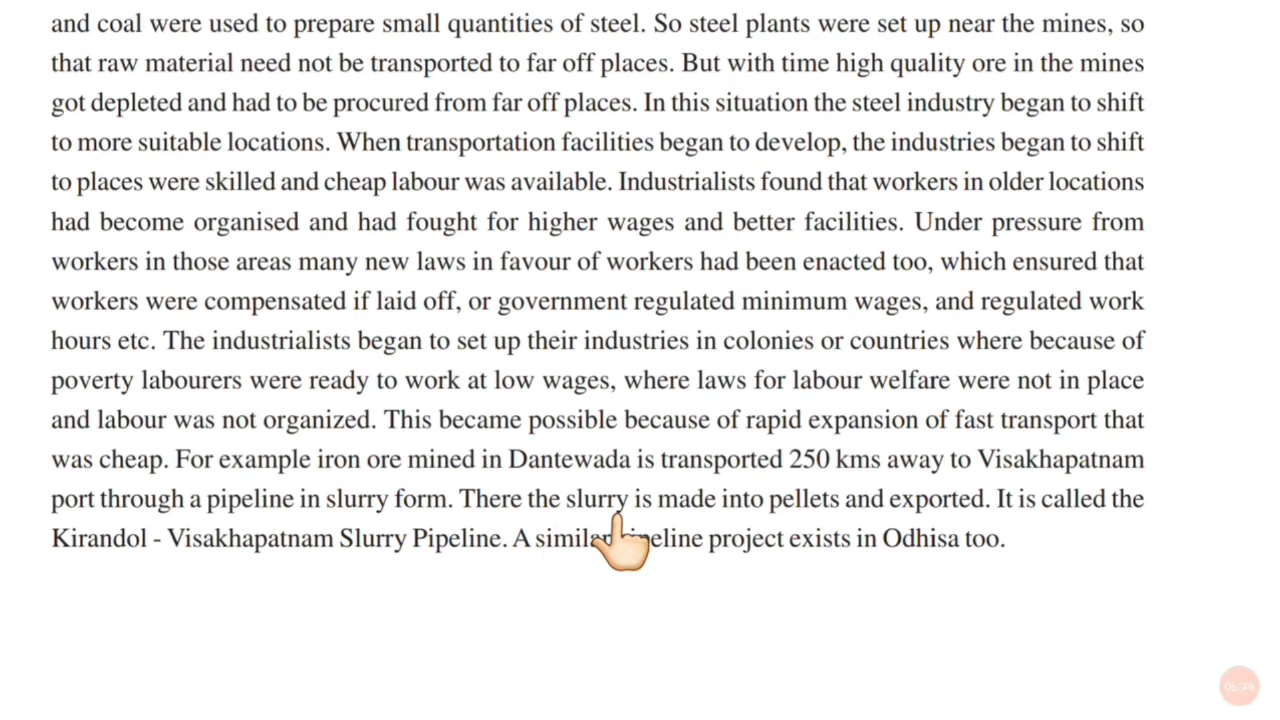 and coal were used to prepare small quantities of steel. So steel plants were set up near the mines, so
that raw material need not be transported to far off places. But with time high quality ore in the mines
got depleted and had to be procured from far off places. In this situation the steel industry began to shift
to more suitable locations. When transportation facilities began to develop, the industries began to shift
to places were skilled and cheap labour was available. Industrialists found that workers in older locations
had become organised and had fought for higher wages and better facilities. Under pressure from
workers in those areas many new laws in favour of workers had been enacted too, which ensured that
workers were compensated if laid off, or government regulated minimum wages, and regulated work
hours etc. The industrialists began to set up their industries in colonies or countries where because of
poverty labourers were ready to work at low wages, where laws for labour welfare were not in place
and labour was not organized. This became possible because of rapid expansion of fast transport that
was cheap. For example iron ore mined in Dantewada is transported 250 kms away to Visakhapatnam
port through a pipeline in slurry form. There the slurry is made into pellets and exported. It is called the
Kirandol - Visakhapatnam Slurry Pipeline. A similar pipeline project exists in Odhisa too.